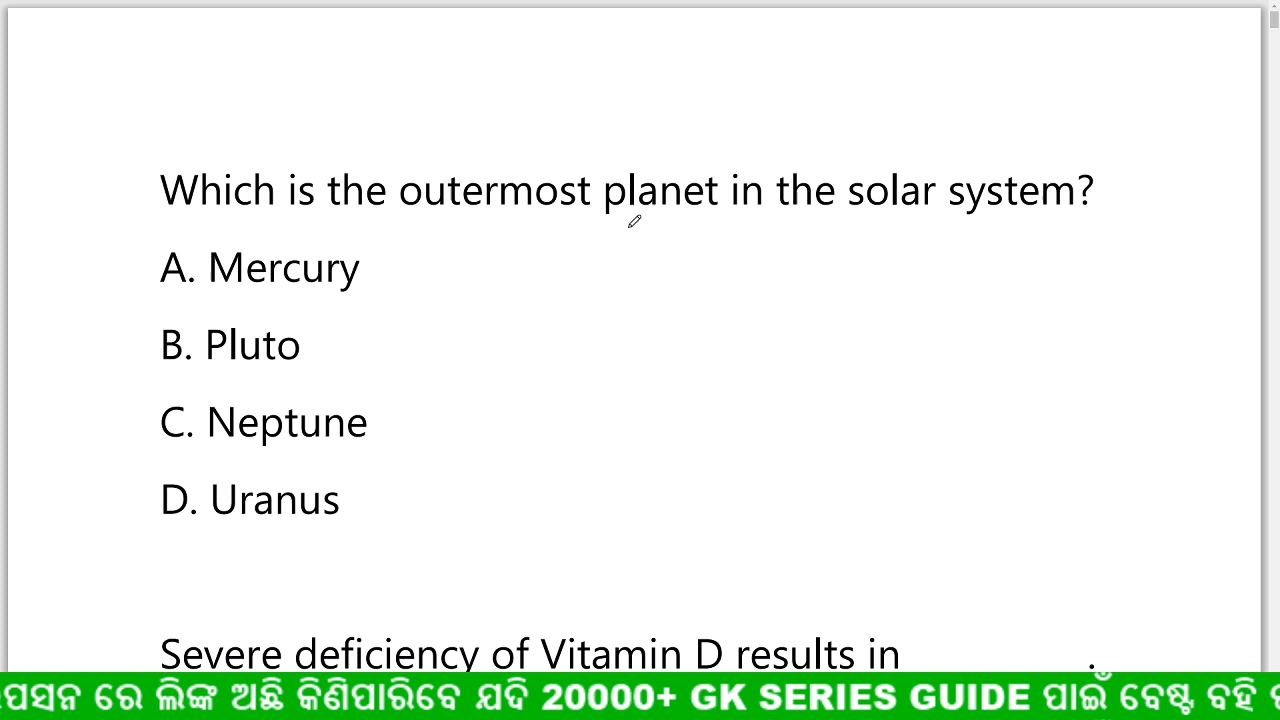 Which is the outermost planet in the solar system?
A. Mercury
B. Pluto
C. Neptune
D. Uranus
Severe deficiency of Vitamin D results in .
ରେ ଲିଙ୍କ ଅଛି କିଣିପାରିବେ ଯଦି 20000+ GK SERIES GUIDE ପାଇଁ ବେଷ୍ଟ ବହି